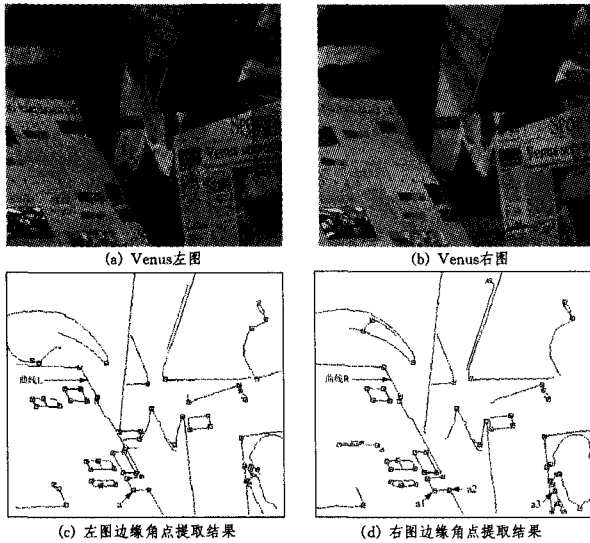 (a) Venus左图
(b) Venus右图
曲线L
a
(c) 左图边缘角点提取结果
曲线R
a1
a2
a3
(d) 右图边缘角点提取结果